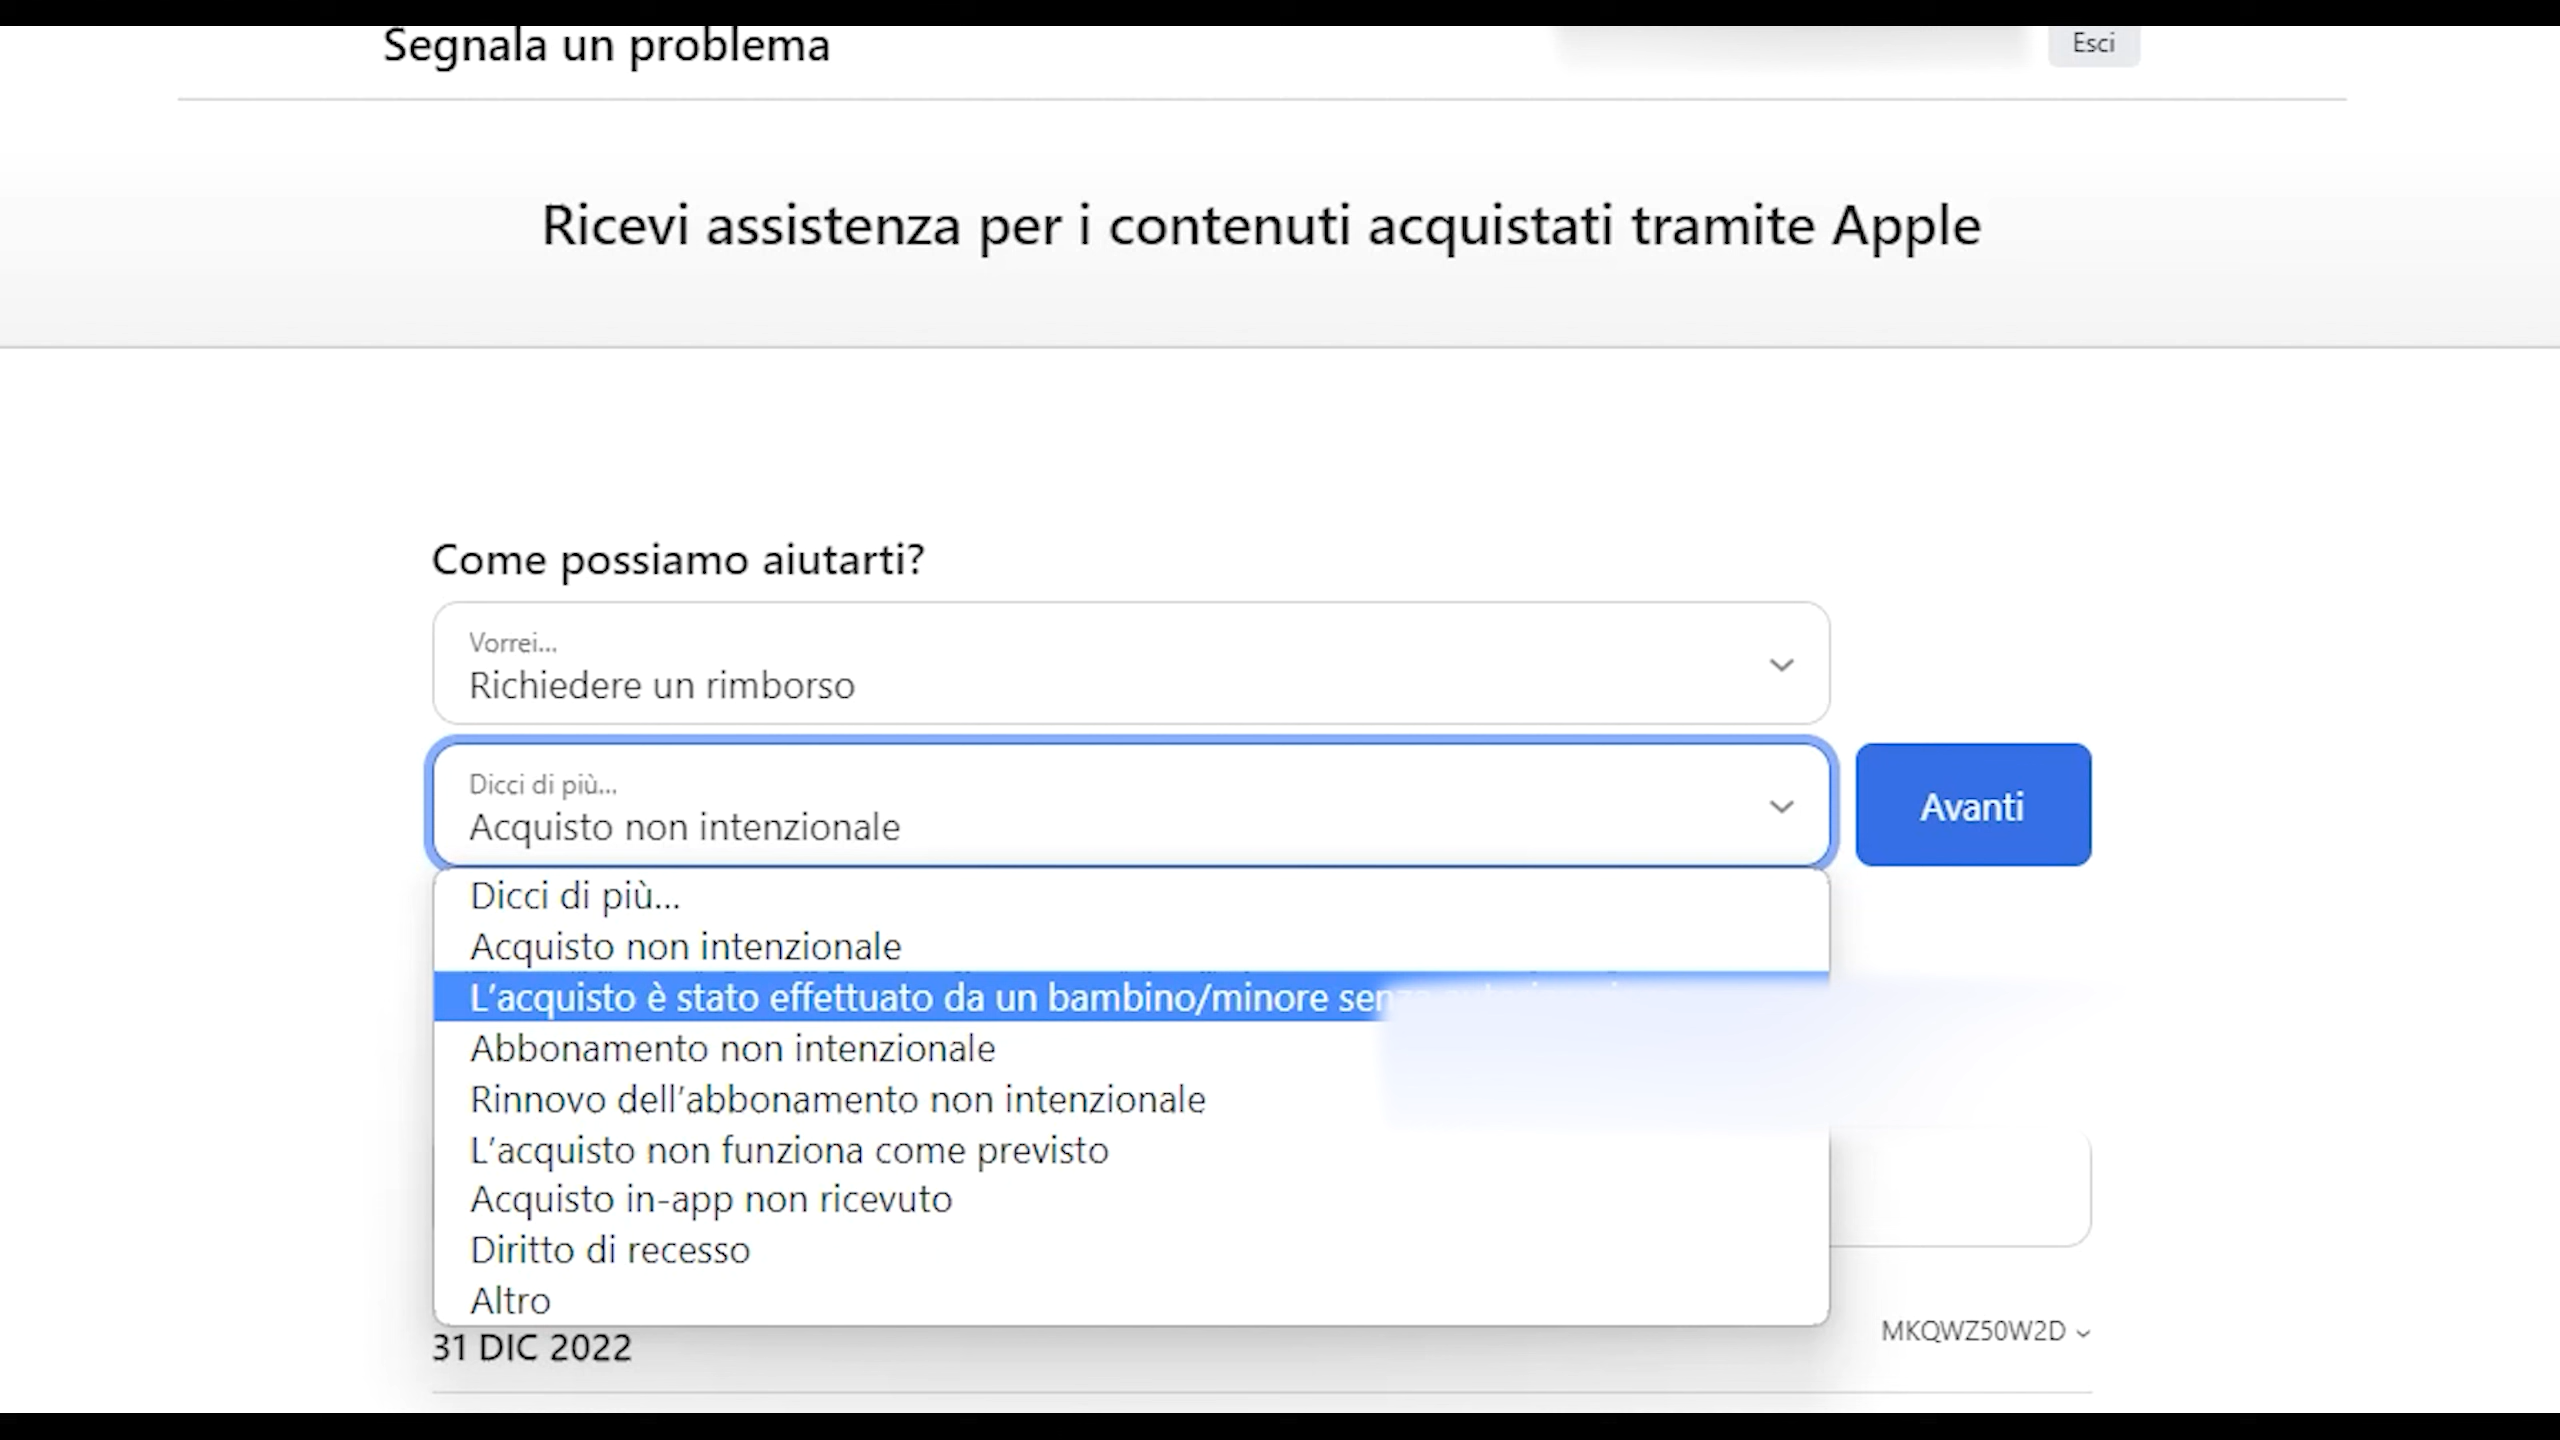 Segnala un problema
Esci
Ricevi assistenza per i contenuti acquistati tramite Apple
Come possiamo aiutarti?
Vorrei...
Richiedere un rimborso
Dicci di più...
Acquisto non intenzionale
Avanti
Dicci di più...
Acquisto non intenzionale
L'acquisto è stato effettuato da un bambino/minore
Abbonamento non intenzionale
Rinnovo dell'abbonamento non intenzionale
L'acquisto non funziona come previsto
Acquisto in-app non ricevuto
Diritto di recesso
Altro
31 DIC 2022
MKQWZ50W2D